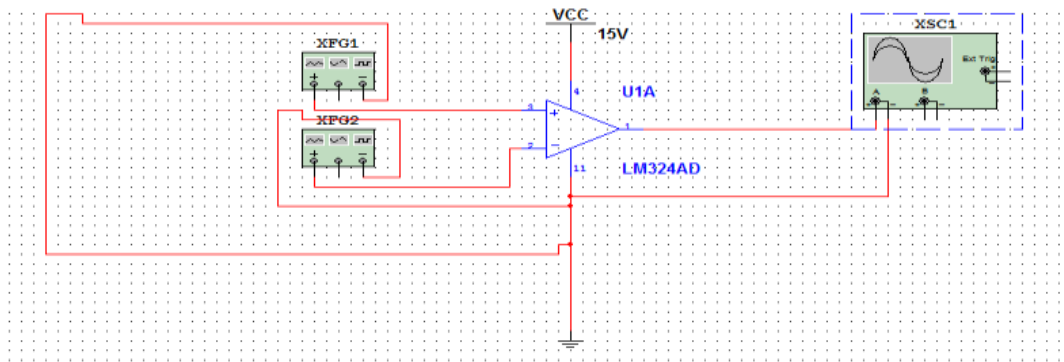 VCC
15V
XFG1
+
−
XFG2
+
−
3
+
4
U1A
1
2
−
11
LM324AD
XSC1
Ext Trig
+
−
A
B
+
−
+
−